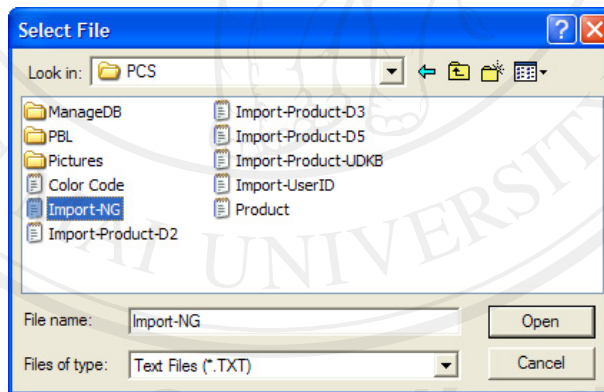 Select File
Look in: PCS
ManageDB
PBL
Pictures
Color Code
Import-NG
Import-Product-D2
Import-Product-D3
Import-Product-D5
Import-Product-UDKB
Import-UserID
Product
File name: Import-NG
Open
Files of type: Text Files (*.TXT)
Cancel
UNIVERSIT